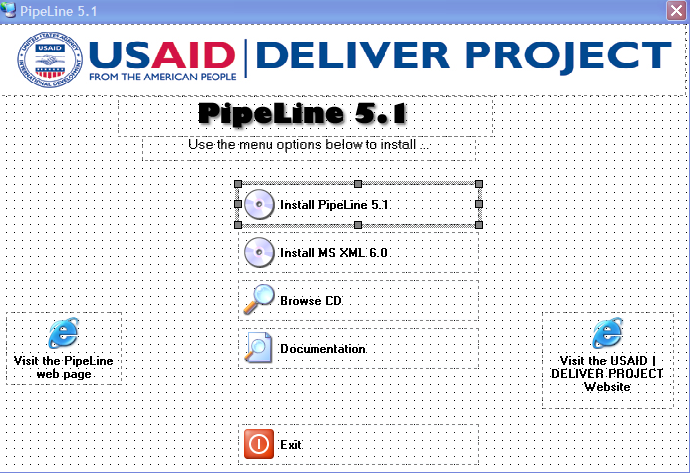 PipeLine 5.1
USAID DELIVER PROJECT
FROM THE AMERICAN PEOPLE
PipeLine 5.1
Use the menu options below to install ...
Install PipeLine 5.1
Install MS XML 6.0
Browse CD
Documentation
Visit the PipeLine
web page
Visit the USAID |
DELIVER PROJECT
Website
Exit